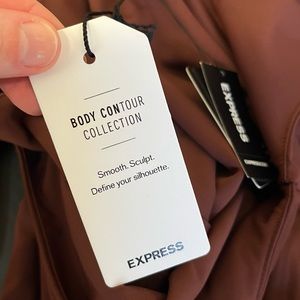 BODY CONTOUR
COLLECTION
Smooth. Sculpt.
Define your silhouette.
EXPRESS
EXPRESS